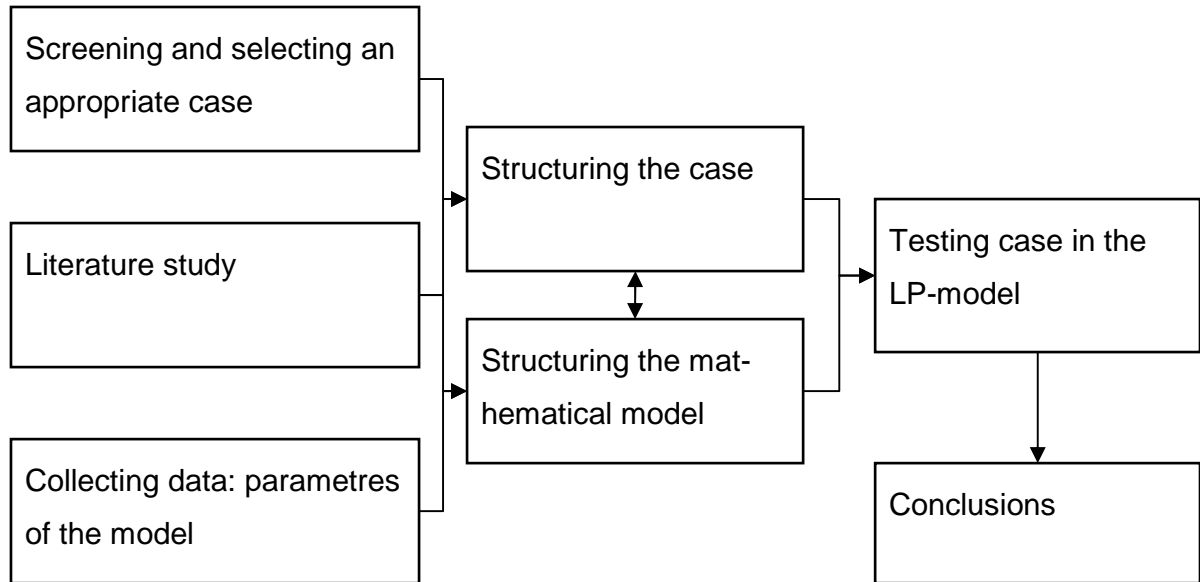 Screening and selecting an
appropriate case
Literature study
Collecting data: parametres
of the model
Structuring the case
Structuring the mat-
hematical model
Testing case in the
LP-model
Conclusions